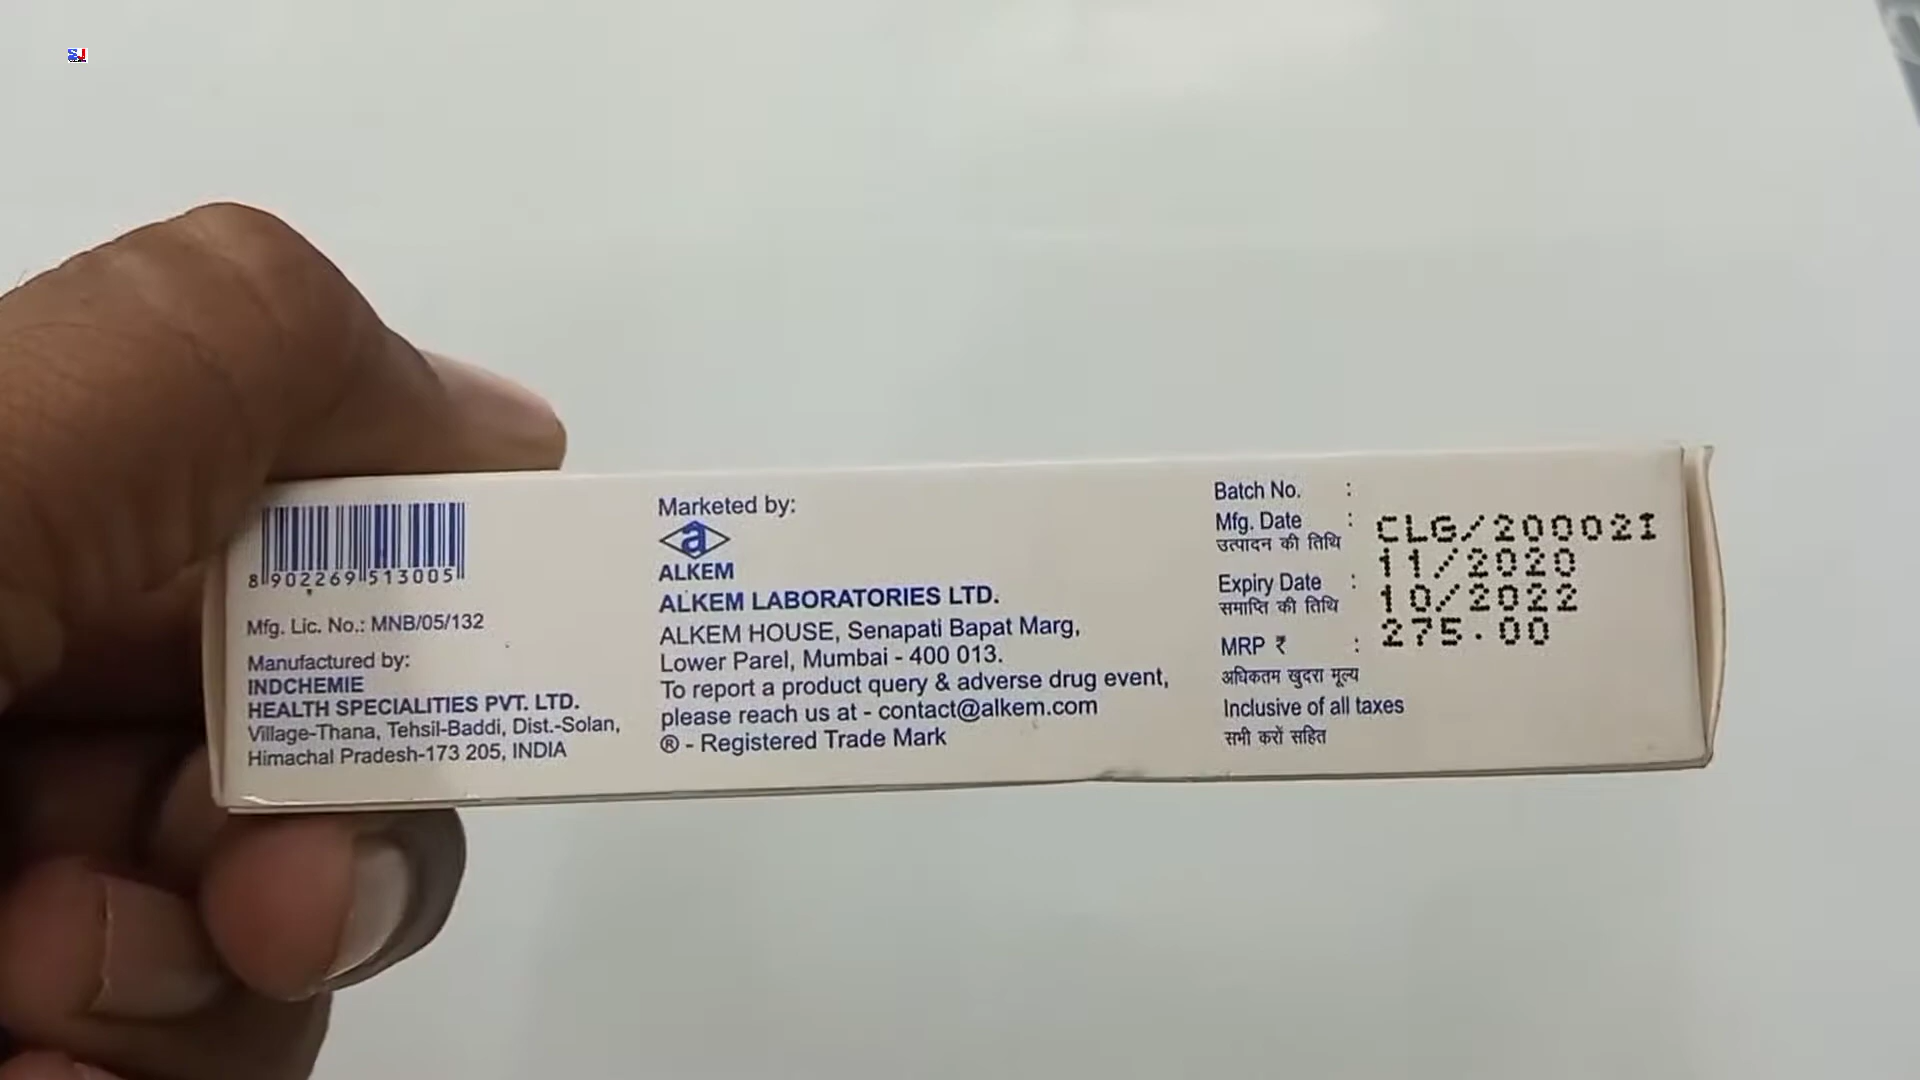 SJ
8 902269 513005
Mfg. Lic. No.: MNB/05/132
Manufactured by:
INDCHEMIE
HEALTH SPECIALITIES PVT. LTD.
Village-Thana, Tehsil-Baddi, Dist.-Solan,
Himachal Pradesh-173 205, INDIA
Marketed by:
a
ALKEM
ALKEM LABORATORIES LTD.
ALKEM HOUSE, Senapati Bapat Marg,
Lower Parel, Mumbai - 400 013.
To report a product query & adverse drug event,
please reach us at - contact@alkem.com
® - Registered Trade Mark
Batch No. :
Mfg. Date :
उत्पादन की तिथि
Expiry Date :
समाप्ति की तिथि
MRP ₹ :
अधिकतम खुदरा मूल्य
Inclusive of all taxes
सभी करों सहित
CLG/20002I
11/2020
10/2022
275.00